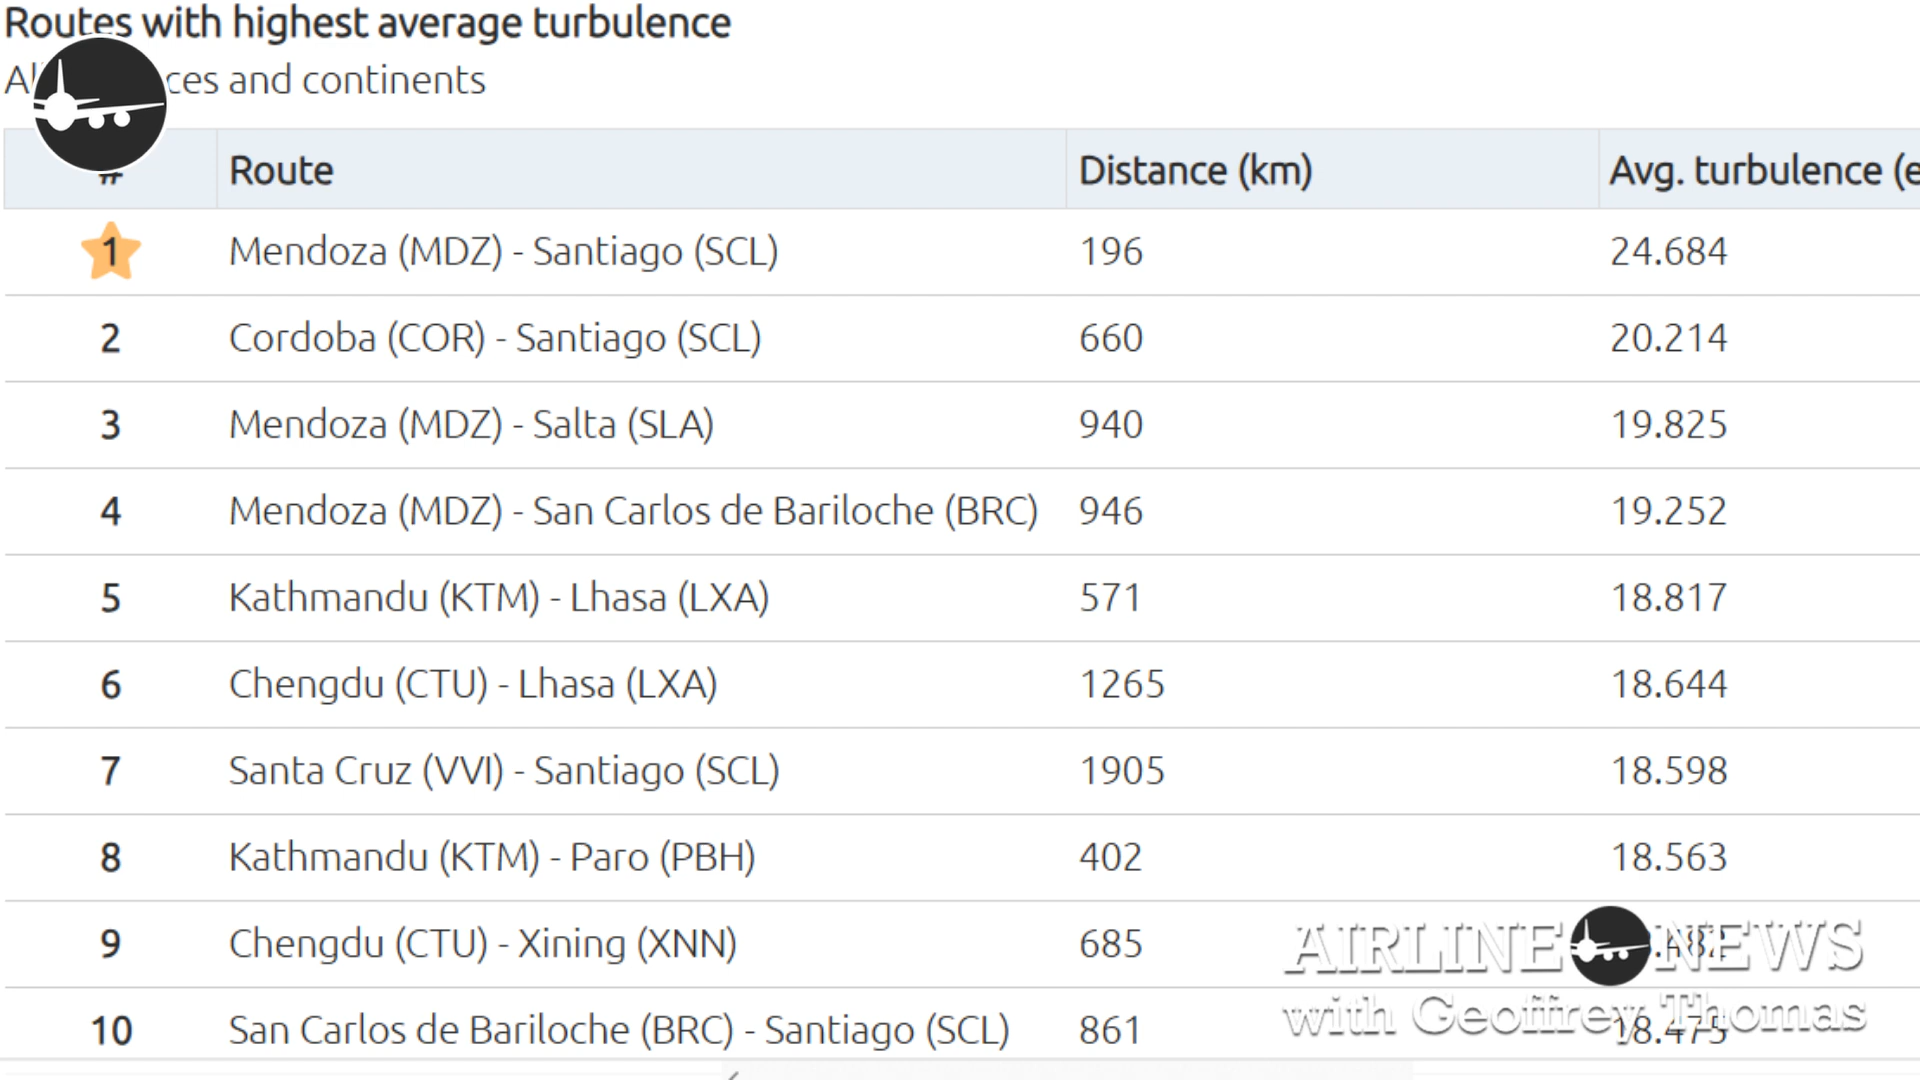 Routes with highest average turbulence
and continents
# Route Distance (km) Avg. turbulence (e
1 Mendoza (MDZ) - Santiago (SCL) 196 24.684
2 Cordoba (COR) - Santiago (SCL) 660 20.214
3 Mendoza (MDZ) - Salta (SLA) 940 19.825
4 Mendoza (MDZ) - San Carlos de Bariloche (BRC) 946 19.252
5 Kathmandu (KTM) - Lhasa (LXA) 571 18.817
6 Chengdu (CTU) - Lhasa (LXA) 1265 18.644
7 Santa Cruz (VVI) - Santiago (SCL) 1905 18.598
8 Kathmandu (KTM) - Paro (PBH) 402 18.563
9 Chengdu (CTU) - Xining (XNN) 685
10 San Carlos de Bariloche (BRC) - Santiago (SCL) 861 18.475
AIRLINE NEWS
with Geoffrey Thomas